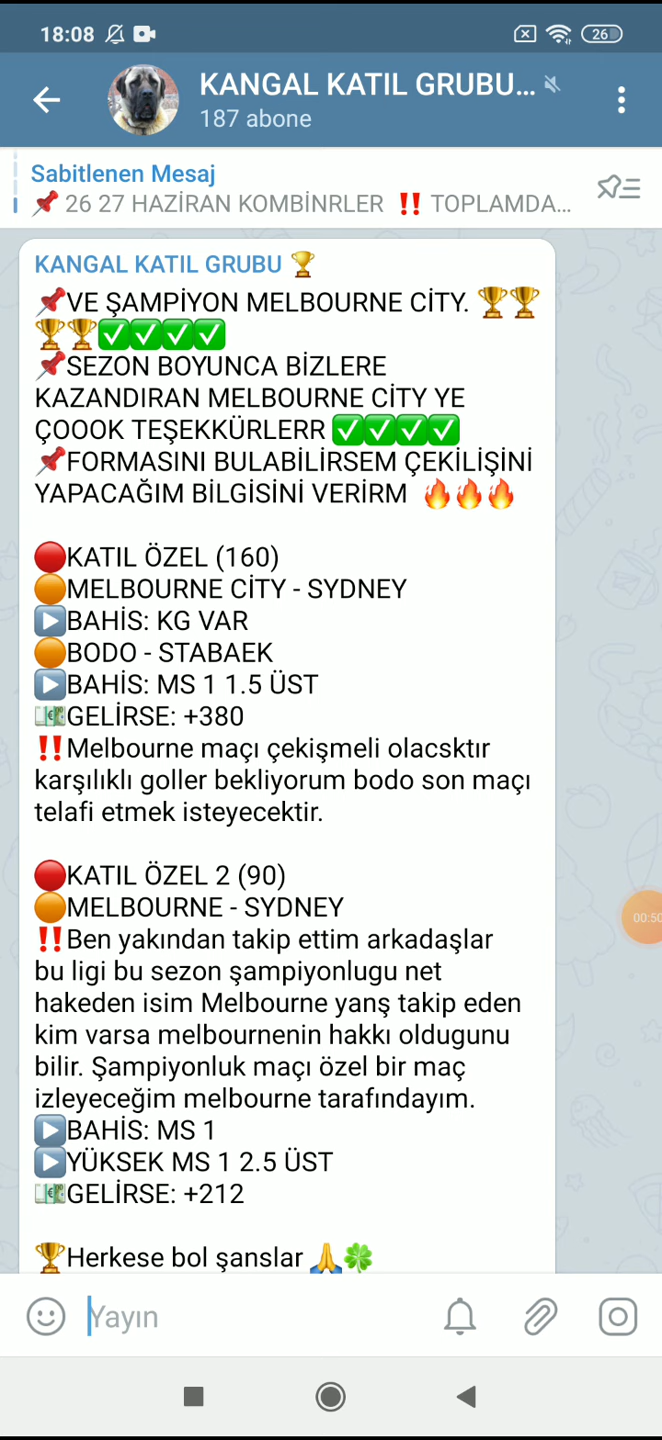 18:08
26
KANGAL KATIL GRUBU...
187 abone
Sabitlenen Mesaj
📌 26 27 HAZİRAN KOMBİNRLER ‼️ TOPLAMDA...
KANGAL KATIL GRUBU 🏆
📌VE ŞAMPİYON MELBOURNE CİTY. 🏆🏆
🏆🏆✅✅✅✅
📌SEZON BOYUNCA BİZLERE
KAZANDIRAN MELBOURNE CİTY YE
ÇOOOK TEŞEKKÜRLERR ✅✅✅✅
📌FORMASINI BULABİLİRSEM ÇEKİLİŞİNİ
YAPACAĞIM BİLGİSİNİ VERİRM 🔥🔥🔥
🔴KATIL ÖZEL (160)
🟠MELBOURNE CİTY - SYDNEY
▶️BAHİS: KG VAR
🟠BODO - STABAEK
▶️BAHİS: MS 1 1.5 ÜST
💶GELİRSE: +380
‼️Melbourne maçı çekişmeli olacsktır
karşılıklı goller bekliyorum bodo son maçı
telafi etmek isteyecektir.
🔴KATIL ÖZEL 2 (90)
🟠MELBOURNE - SYDNEY
‼️Ben yakından takip ettim arkadaşlar
bu ligi bu sezon şampiyonlugu net
hakeden isim Melbourne yanş takip eden
kim varsa melbournenin hakkı oldugunu
bilir. Şampiyonluk maçı özel bir maç
izleyeceğim melbourne tarafındayım.
▶️BAHİS: MS 1
▶️YÜKSEK MS 1 2.5 ÜST
💶GELİRSE: +212
🏆Herkese bol şanslar 🙏🍀
00:50
Yayın